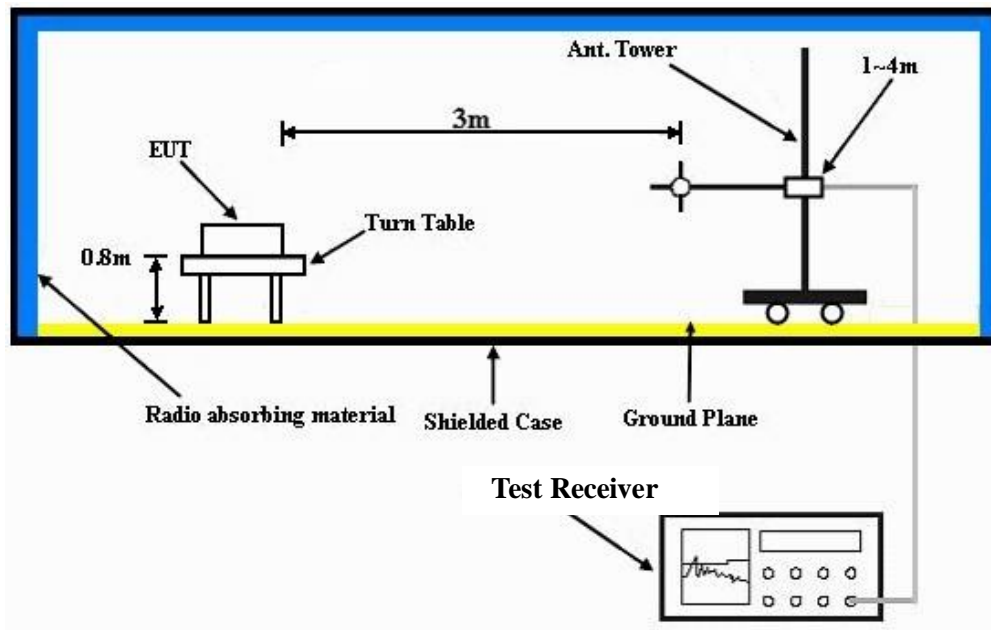 Ant. Tower
1~4m
3m
EUT
Turn Table
0.8m
Radio absorbing material
Shielded Case
Ground Plane
Test Receiver